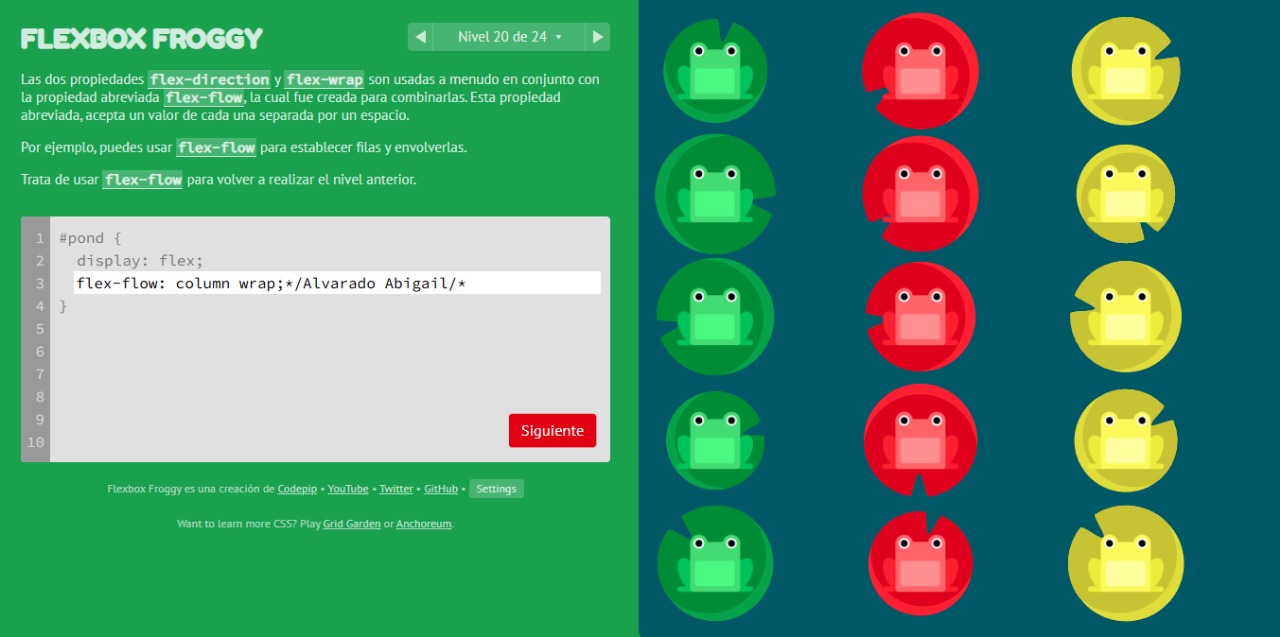 FLEXBOX FROGGY
Nivel 20 de 24
Las dos propiedades flex-direction y flex-wrap son usadas a menudo en conjunto con
la propiedad abreviada flex-flow, la cual fue creada para combinarlas. Esta propiedad
abreviada, acepta un valor de cada una separada por un espacio.
Por ejemplo, puedes usar flex-flow para establecer filas y envolverlas.
Trata de usar flex-flow para volver a realizar el nivel anterior.
1 #pond {
2 display: flex;
3 flex-flow: column wrap;*/Alvarado Abigail/*
4 }
5
6
7
8
9
10
Siguiente
Flexbox Froggy es una creación de Codepip • YouTube • Twitter • GitHub • Settings
Want to learn more CSS? Play Grid Garden or Anchoreum.